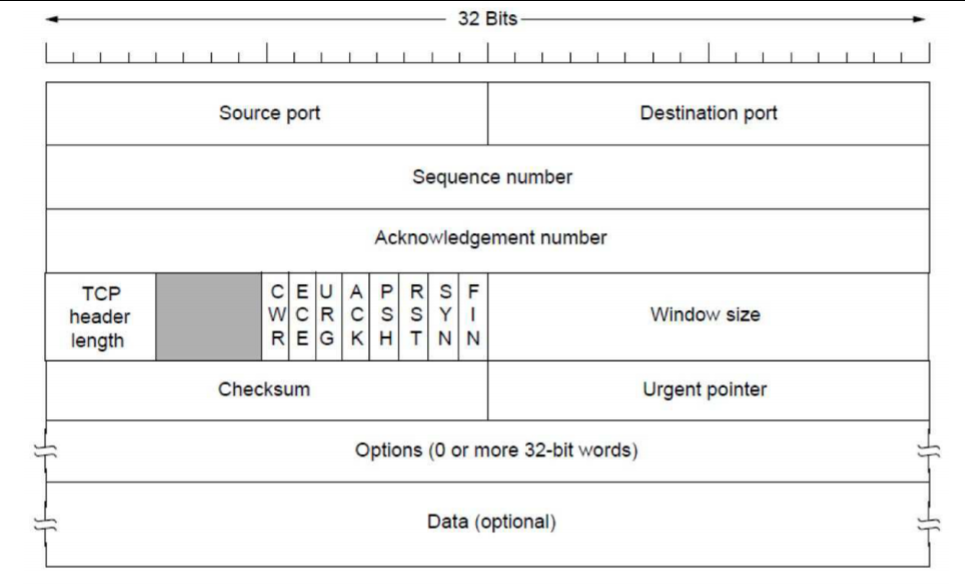 32 Bits
Source port
Destination port
Sequence number
Acknowledgement number
TCP
header
length
CWR
ECE
URG
ACK
PSH
RST
SYN
FIN
Window size
Checksum
Urgent pointer
Options (0 or more 32-bit words)
Data (optional)